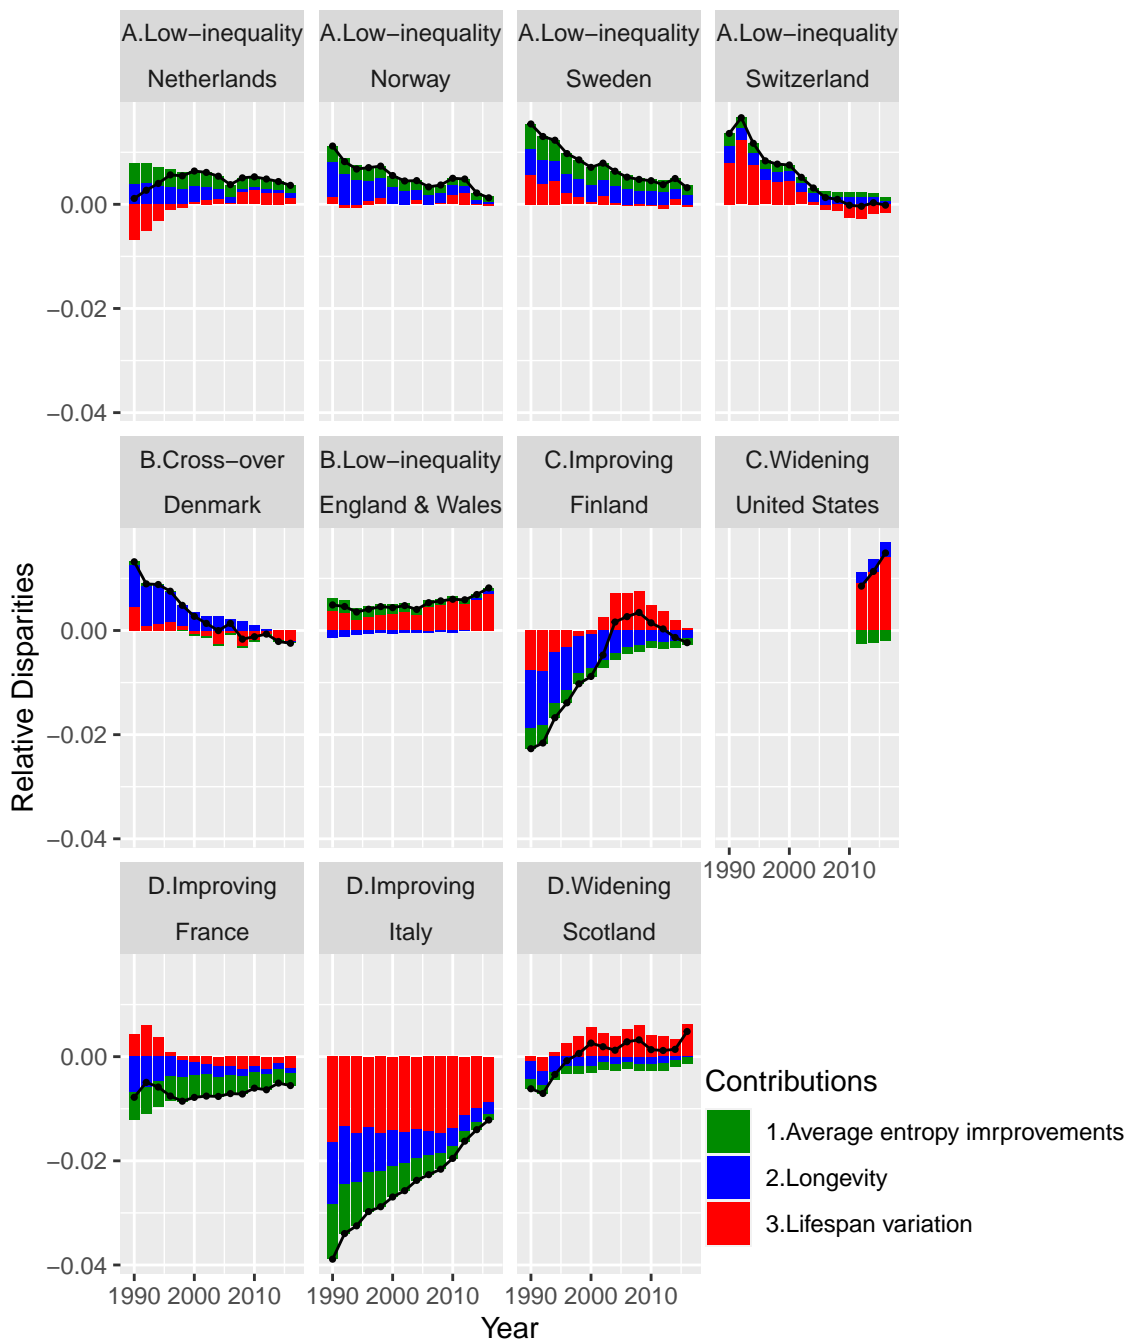 A.Low−inequality A.Low−inequality A.Low−inequality A.Low−inequality
Netherlands Norway Sweden Switzerland
0.00
−0.02
−0.04
B.Cross−over B.Low−inequality C.Improving C.Widening
Denmark England & Wales Finland United States
0.00
−0.02
−0.04
1990 2000 2010
Relative Disparities
D.Improving D.Improving D.Widening
France Italy Scotland
0.00
−0.02
−0.04
1990 2000 2010 1990 2000 2010 1990 2000 2010
Year
Contributions
1.Average entropy imrprovements
2.Longevity
3.Lifespan variation